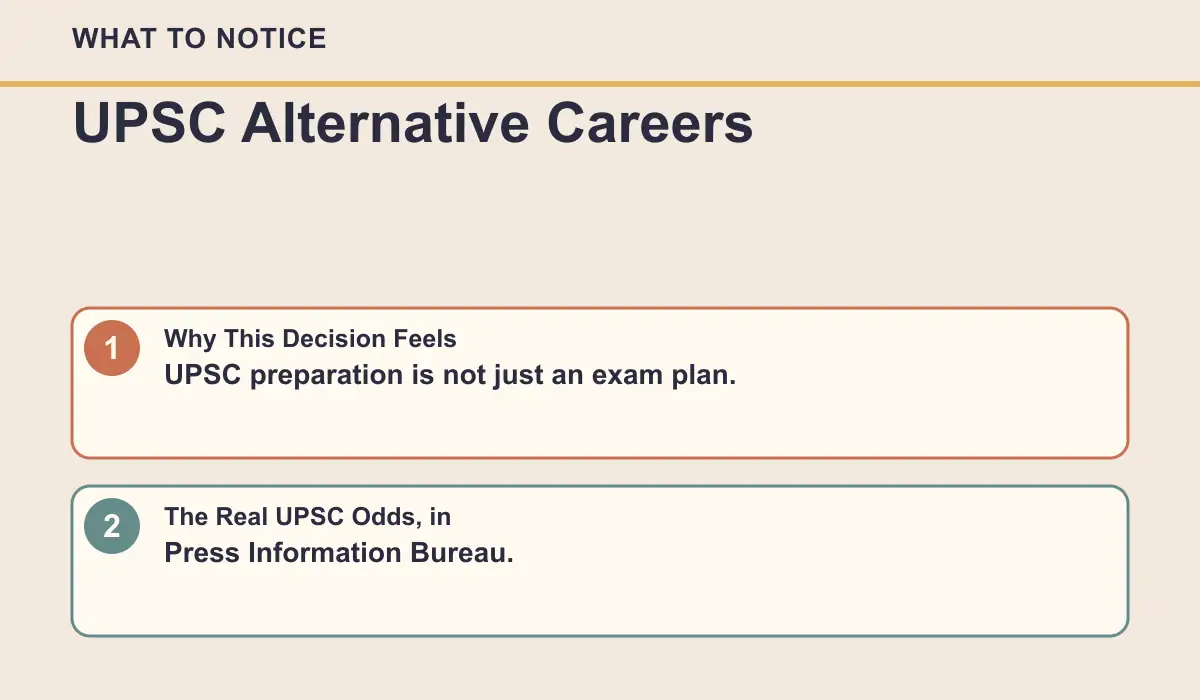 WHAT TO NOTICE
UPSC Alternative Careers
1
Why This Decision Feels
UPSC preparation is not just an exam plan.
2
The Real UPSC Odds, in
Press Information Bureau.